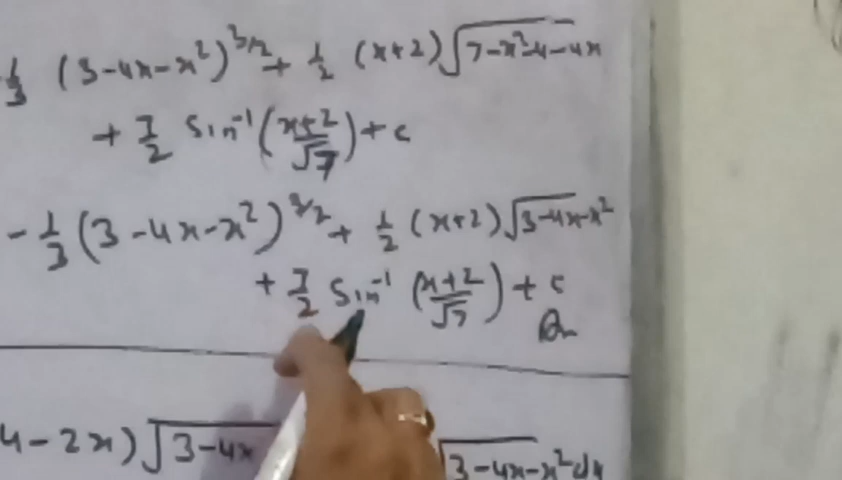 1/3 (3-4x-x²)^3/2 + 1/2 (x+2)√7-x²-4-4x
+ 7/2 Sin⁻¹(x+2/√7)+c
-1/3(3-4x-x²)^3/2 + 1/2 (x+2)√3-4x-x²
+ 7/2 Sin⁻¹ (x+2/√7) + c
4-2x)√3-4x √3-4x-x² dx